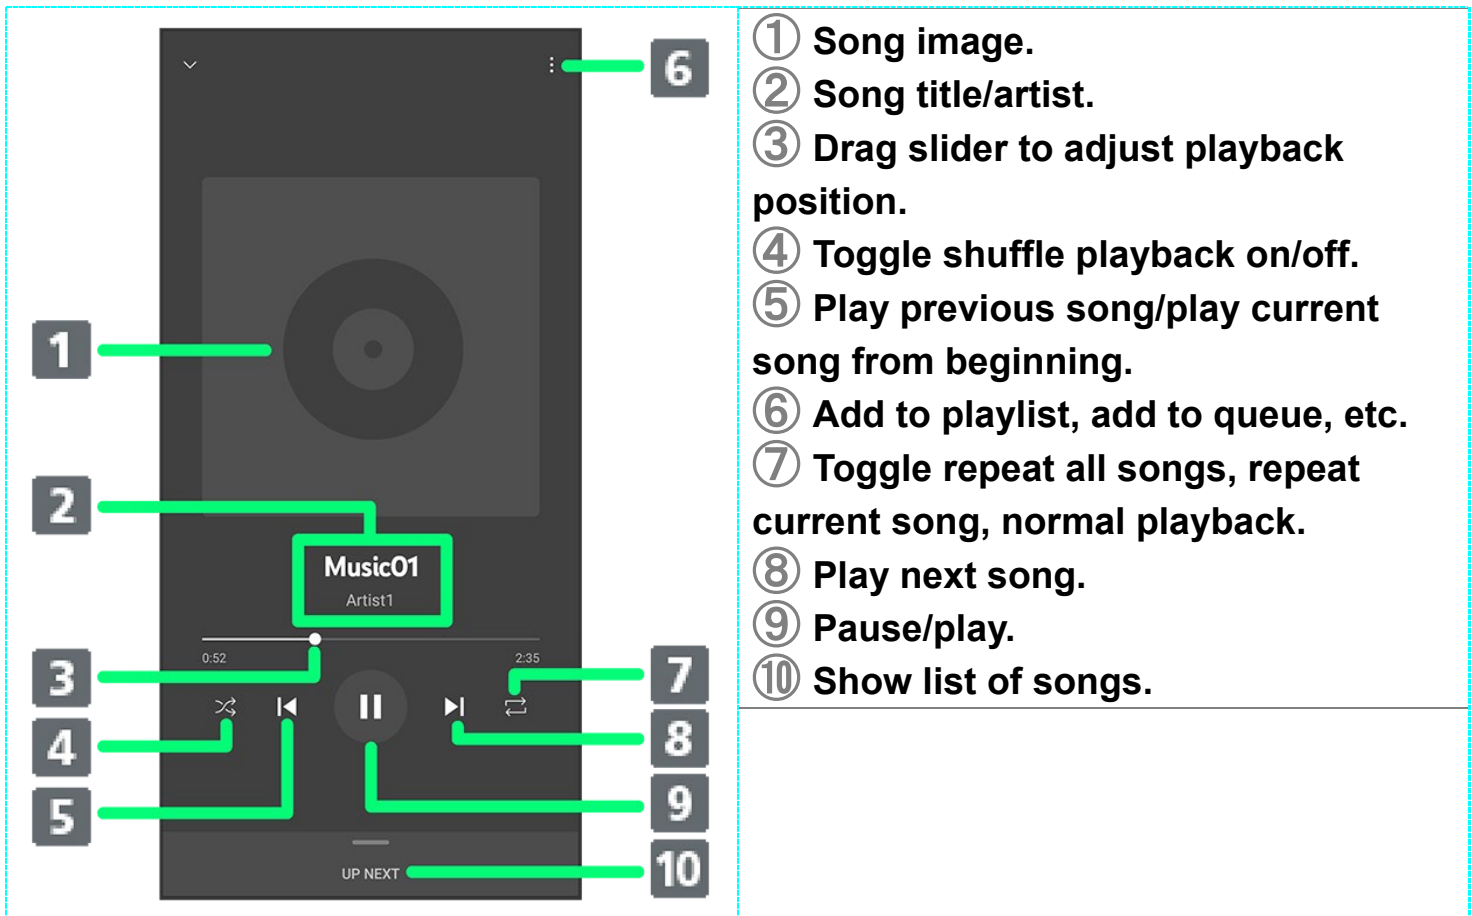 6
1
2
Music01
Artist1
0:52
2:35
3
7
4
8
5
9
UP NEXT
10
① Song image.
② Song title/artist.
③ Drag slider to adjust playback
position.
④ Toggle shuffle playback on/off.
⑤ Play previous song/play current
song from beginning.
⑥ Add to playlist, add to queue, etc.
⑦ Toggle repeat all songs, repeat
current song, normal playback.
⑧ Play next song.
⑨ Pause/play.
⑩ Show list of songs.